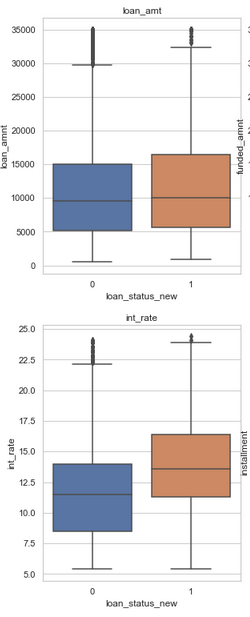 loan_amt
35000
30000
25000
20000
15000
10000
5000
0
loan_amnt
funded_amnt
0 1
loan_status_new
int_rate
25.0
22.5
20.0
17.5
15.0
12.5
10.0
7.5
5.0
int_rate
installment
0 1
loan_status_new